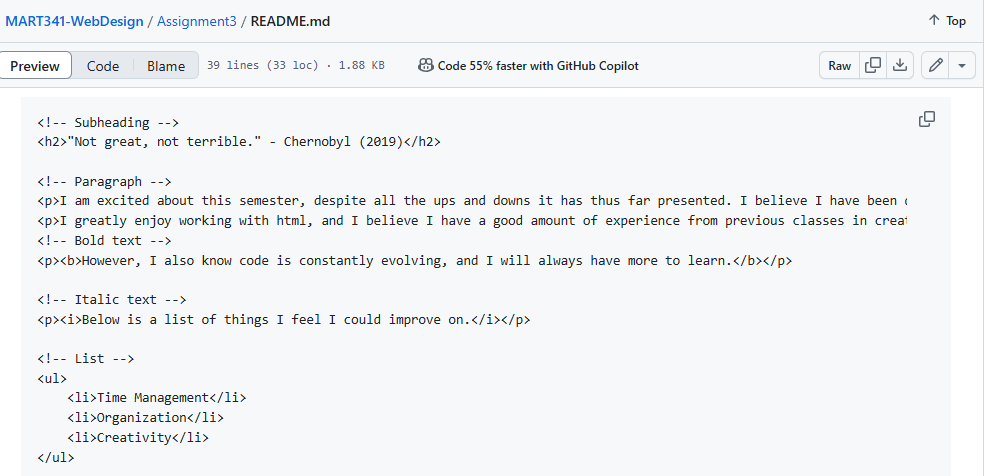 MART341-WebDesign / Assignment3 / README.md
Top
Preview Code Blame 39 lines (33 loc) · 1.88 KB Code 55% faster with GitHub Copilot Raw
<!-- Subheading -->
<h2>"Not great, not terrible." - Chernobyl (2019)</h2>
<!-- Paragraph -->
<p>I am excited about this semester, despite all the ups and downs it has thus far presented. I believe I have been
<p>I greatly enjoy working with html, and I believe I have a good amount of experience from previous classes in creat
<!-- Bold text -->
<p><b>However, I also know code is constantly evolving, and I will always have more to learn.</b></p>
<!-- Italic text -->
<p><i>Below is a list of things I feel I could improve on.</i></p>
<!-- List -->
<ul>
<li>Time Management</li>
<li>Organization</li>
<li>Creativity</li>
</ul>